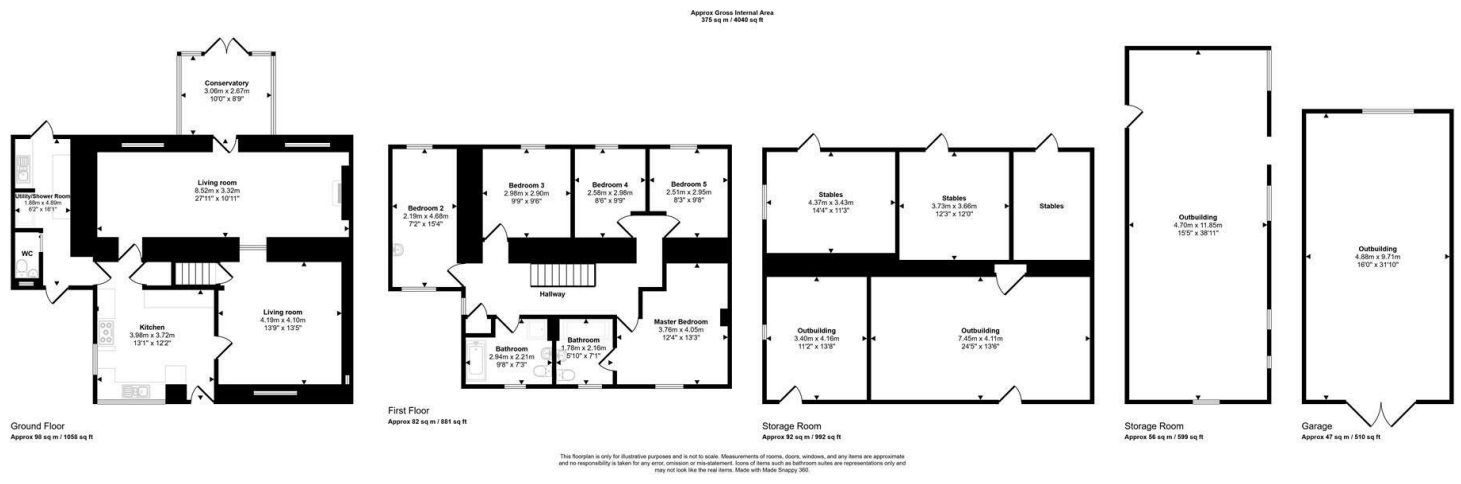 Approx Gross Internal Area
375 sq m / 4040 sq ft
Conservatory
3.06m x 2.67m
10'0" x 8'9"
Living room
8.52m x 3.32m
27'11" x 10'11"
Utility/Shower Room
1.89m x 4.89m
6'2" x 16'1"
WC
Kitchen
3.98m x 3.72m
13'1" x 12'2"
Living room
4.19m x 4.10m
13'9" x 13'5"
Ground Floor
Approx 98 sq m / 1058 sq ft
Bedroom 2
2.19m x 4.68m
7'2" x 15'4"
Bedroom 3
2.98m x 2.90m
9'9" x 9'6"
Bedroom 4
2.58m x 2.98m
8'6" x 9'9"
Bedroom 5
2.51m x 2.95m
8'3" x 9'8"
Hallway
Bathroom
2.94m x 2.21m
9'8" x 7'3"
Bathroom
1.78m x 2.16m
5'10" x 7'1"
Master Bedroom
3.76m x 4.05m
12'4" x 13'3"
First Floor
Approx 82 sq m / 881 sq ft
Stables
4.37m x 3.43m
14'4" x 11'3"
Stables
3.73m x 3.66m
12'3" x 12'0"
Stables
Outbuilding
3.40m x 4.16m
11'2" x 13'8"
Outbuilding
7.45m x 4.11m
24'5" x 13'6"
Storage Room
Approx 92 sq m / 992 sq ft
Outbuilding
4.70m x 11.85m
15'5" x 38'11"
Storage Room
Approx 56 sq m / 599 sq ft
Outbuilding
4.88m x 9.71m
16'0" x 31'10"
Garage
Approx 47 sq m / 510 sq ft
This floorplan is only for illustrative purposes and is not to scale. Measurements of rooms, doors, windows, and any items are approximate
and no responsibility is taken for any error, omission or mis-statement. Icons of items such as bathroom suites are representations only and
may not look like the real items. Made with Made Snappy 360.